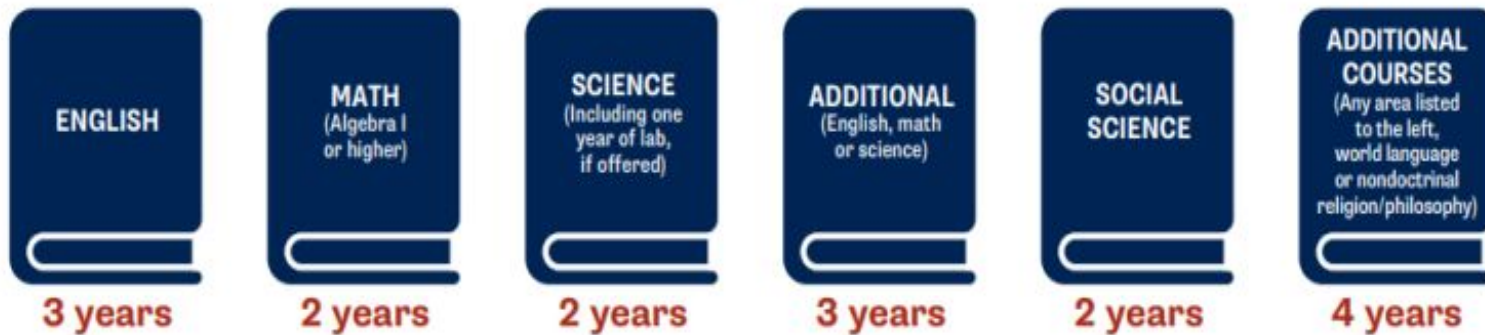 ENGLISH
3 years
MATH
(Algebra I
or higher)
2 years
SCIENCE
(Including one
year of lab,
if offered)
2 years
ADDITIONAL
(English, math
or science)
3 years
SOCIAL
SCIENCE
2 years
ADDITIONAL
COURSES
(Any area listed
to the left,
world language
or nondoctrinal
religion/philosophy)
4 years